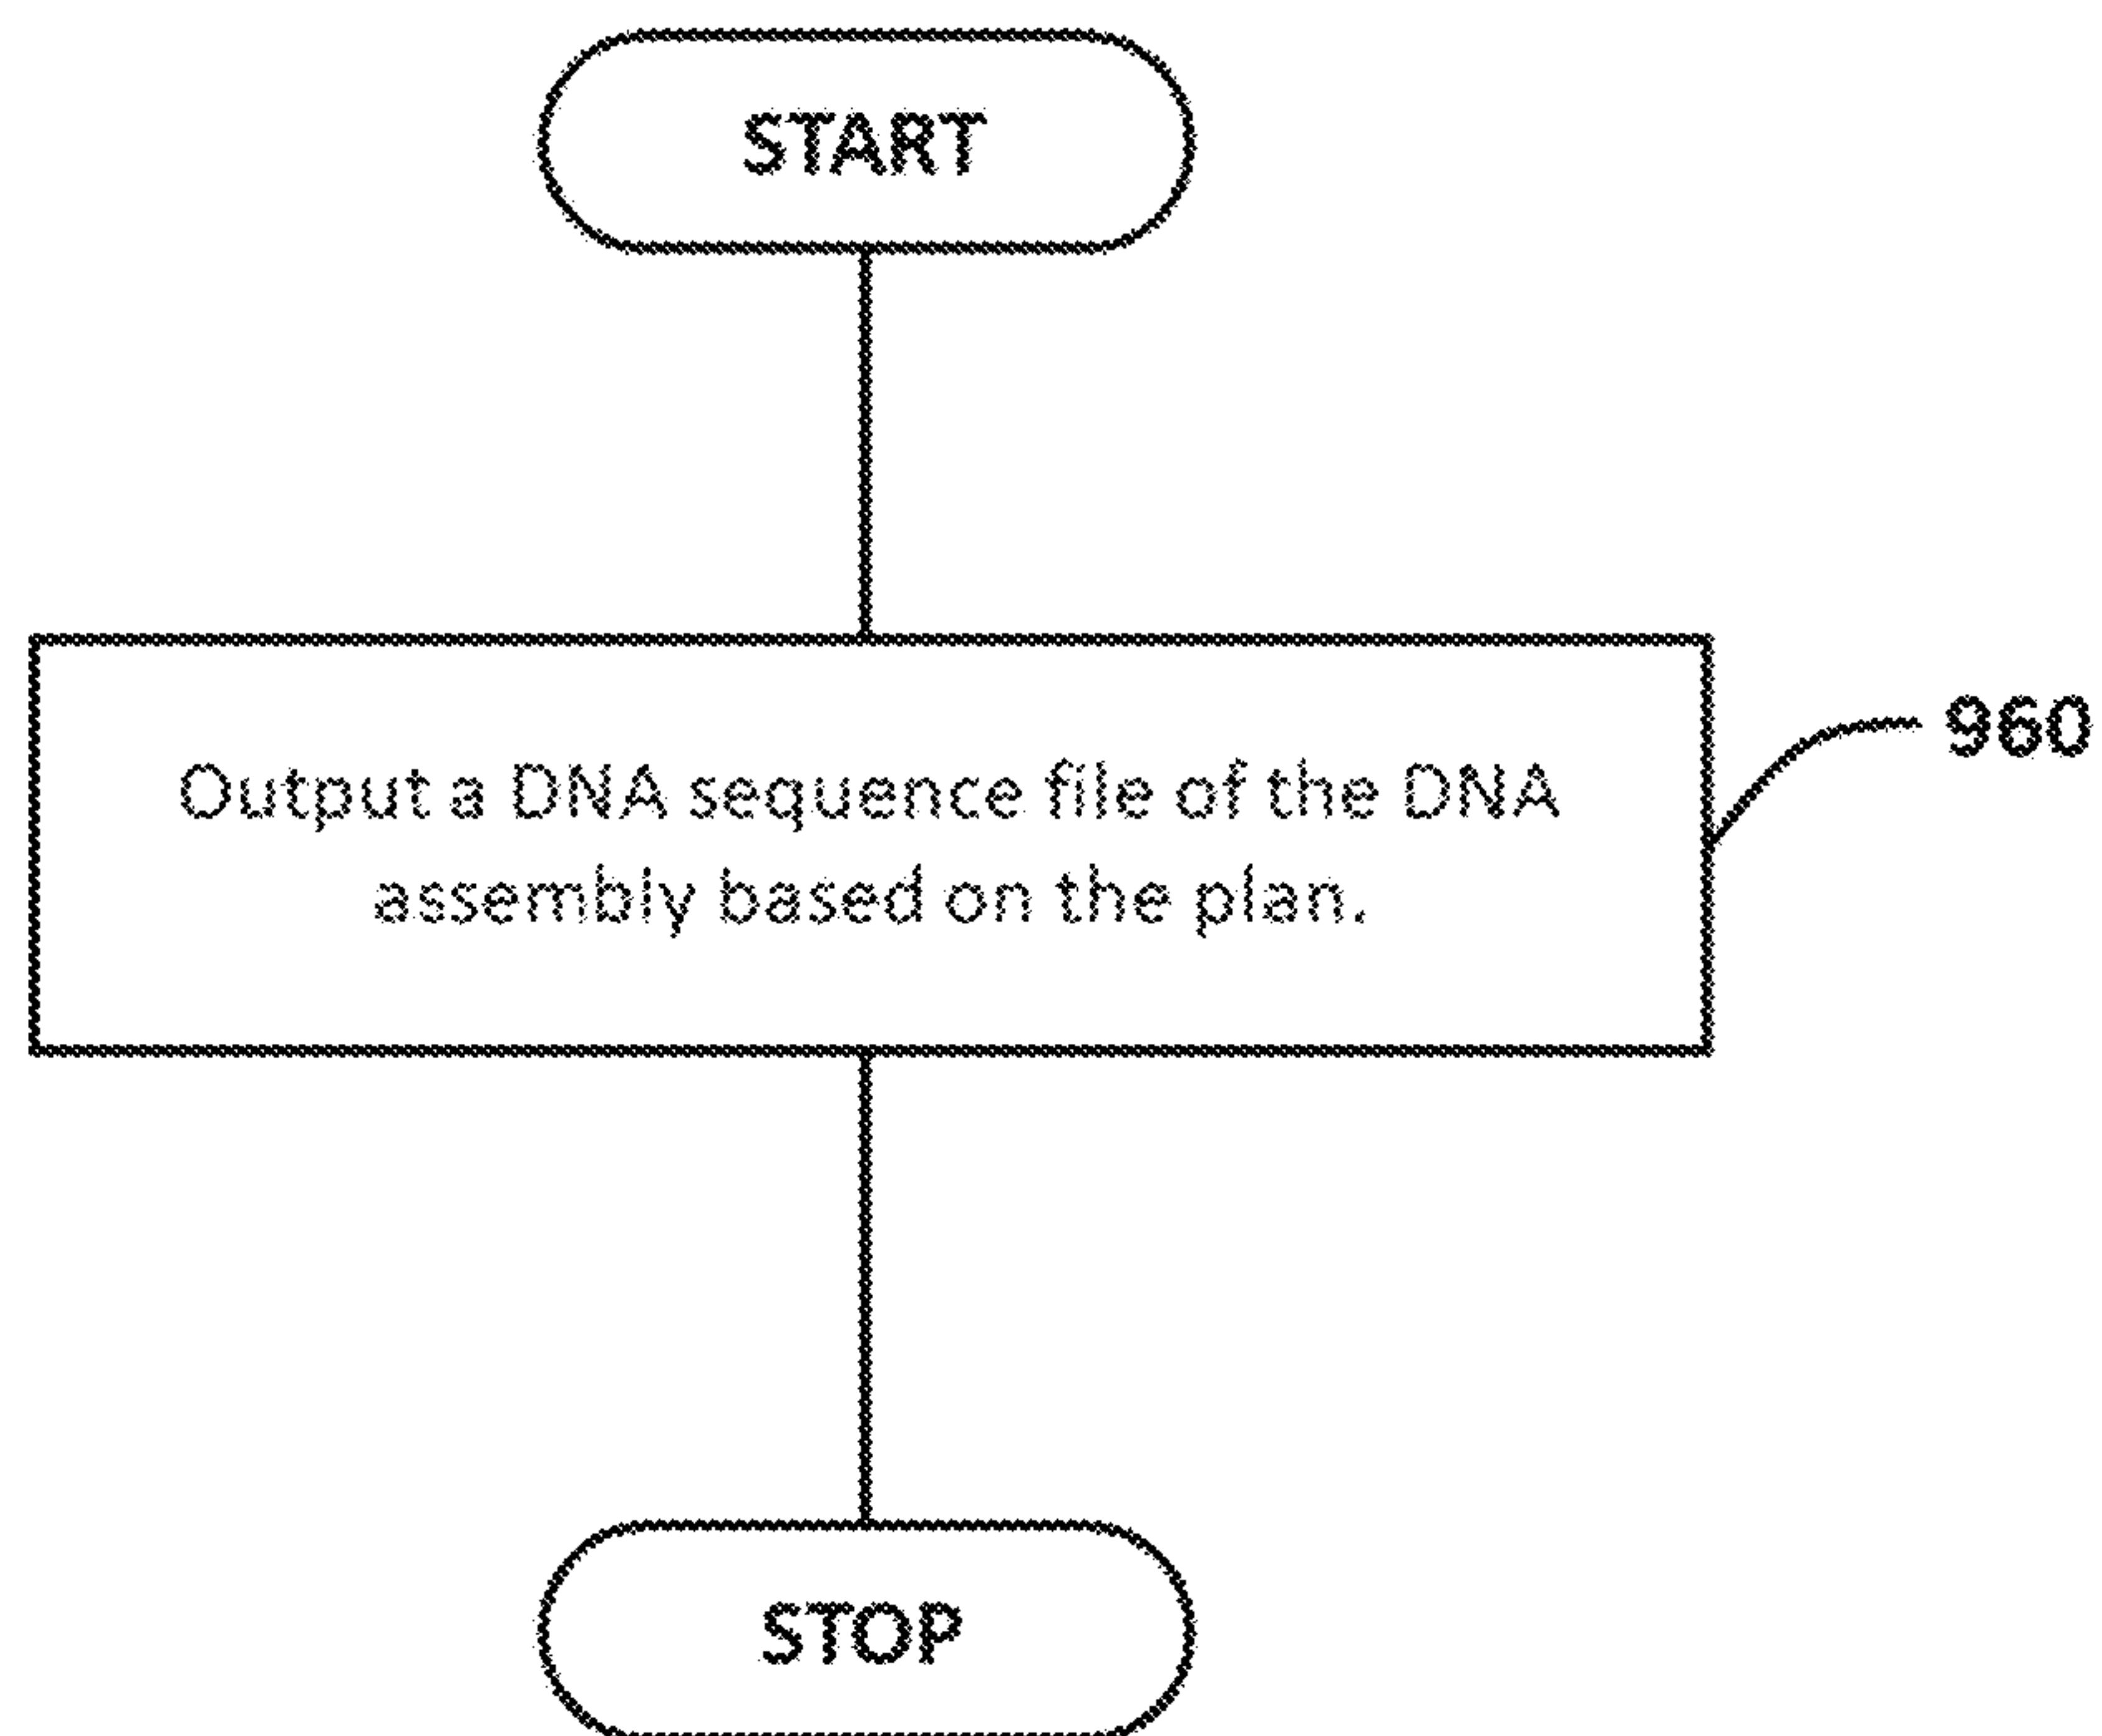 START
960
Output a DNA sequence file of the DNA
assembly based on the plan.
STOP